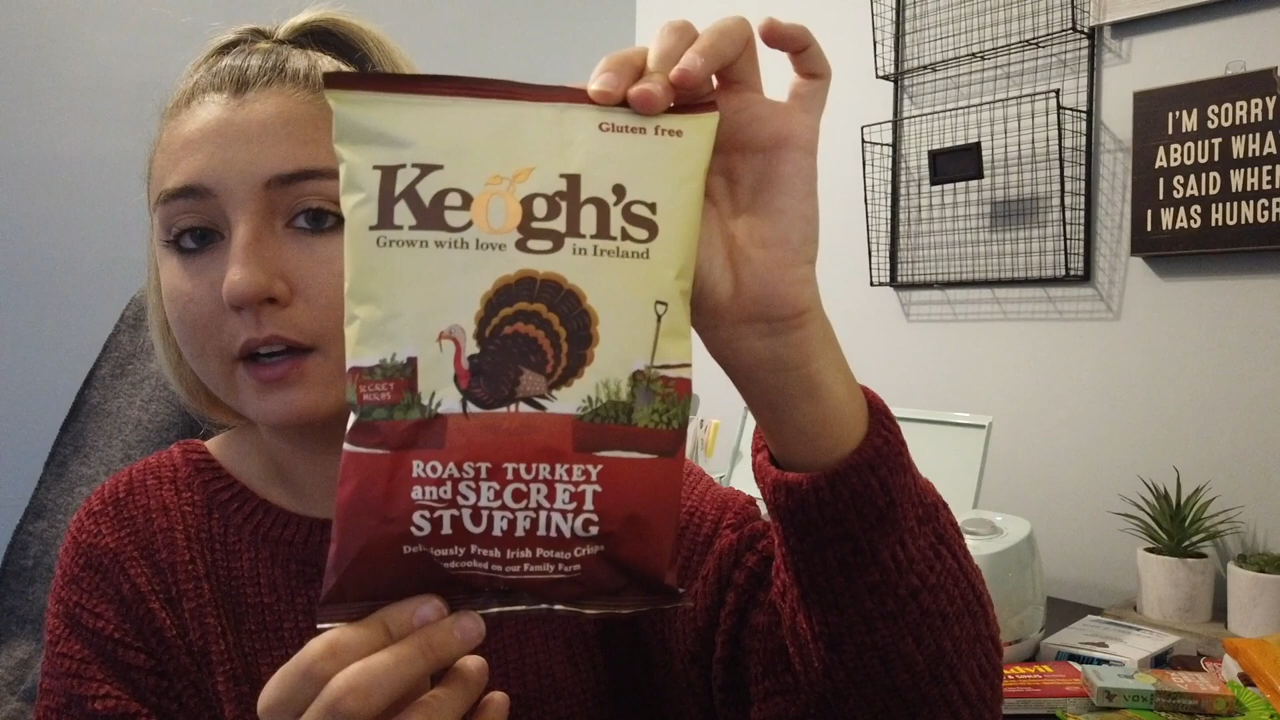 Gluten free
Keogh's
Grown with love in Ireland
SECRET
HERBS
ROAST TURKEY
and SECRET
STUFFING
Deliciously Fresh Irish Potato Crisps
on our Family Farm
I'M SORRY
ABOUT WHA
I SAID WHEN
I WAS HUNGR
Advil